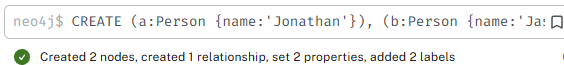 neo4j$ CREATE (a:Person {name:'Jonathan'}), (b:Person {name:'Jas
Created 2 nodes, created 1 relationship, set 2 properties, added 2 labels